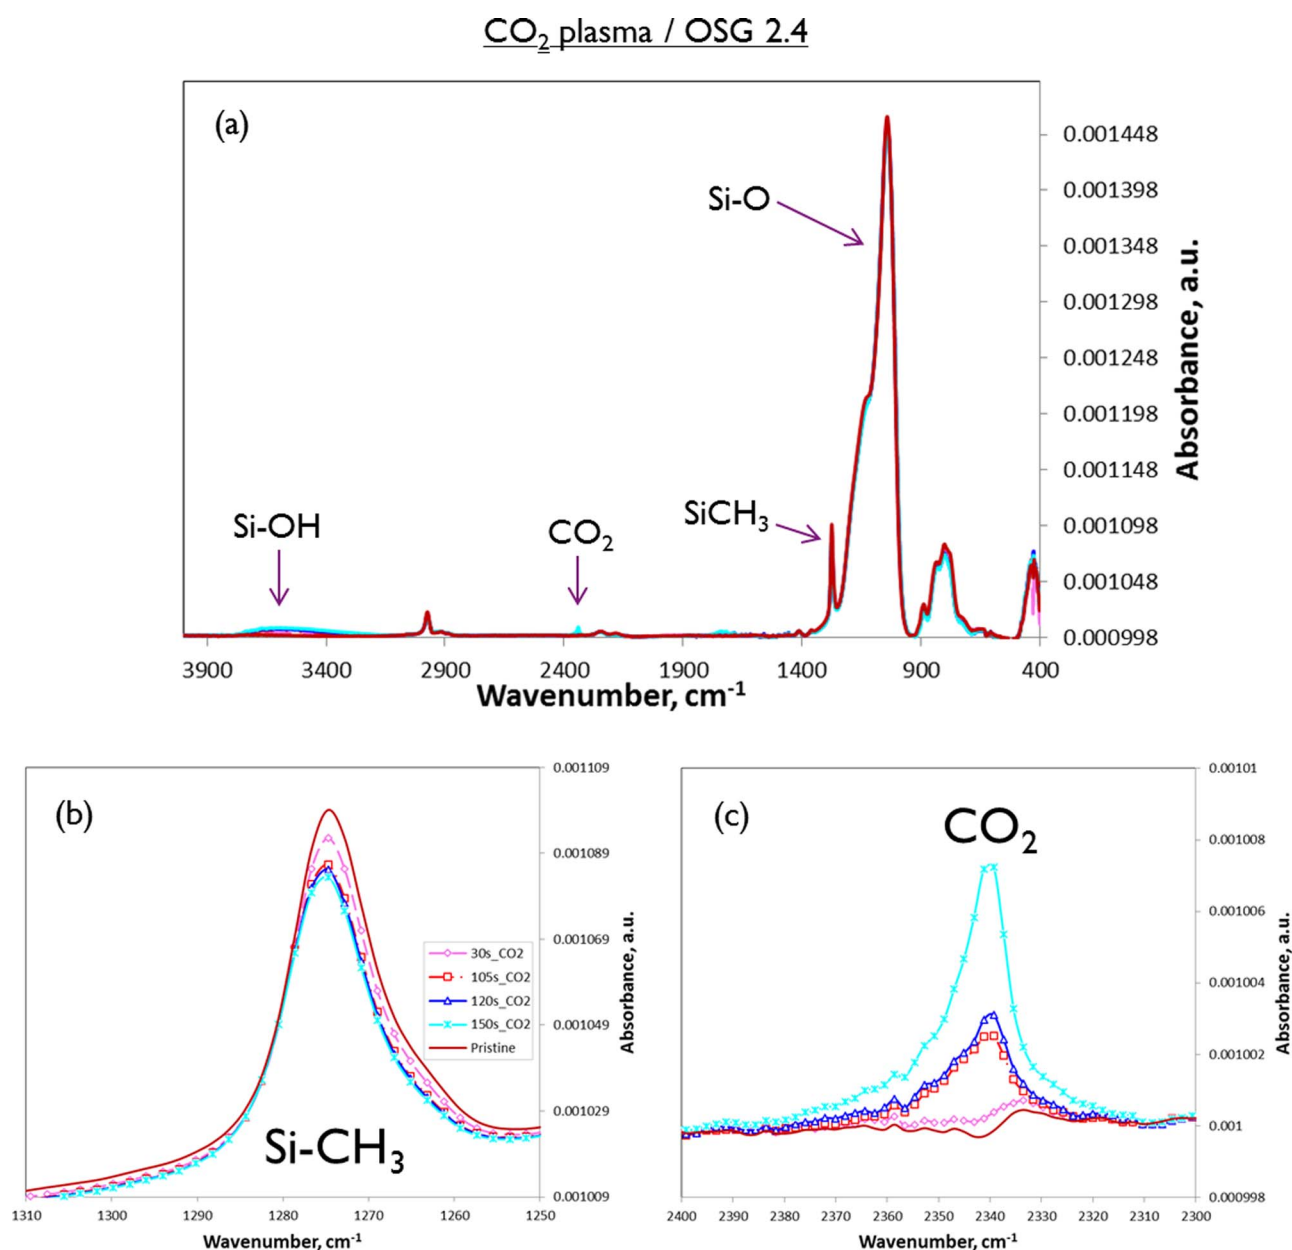 CO2 plasma / OSG 2.4
(a)
Si-O
SiCH3
Si-OH
CO2
0.001448
0.001398
0.001348
0.001298
0.001248
0.001198
0.001148
0.001098
0.001048
0.000998
Absorbance, a.u.
3900 3400 2900 2400 1900 1400 900 400
Wavenumber, cm-1
(b)
0.001109
0.001089
0.001069
0.001049
0.001029
0.001009
Absorbance, a.u.
30s_CO2
105s_CO2
120s_CO2
150s_CO2
Pristine
Si-CH3
1310 1300 1290 1280 1270 1260 1250
Wavenumber, cm-1
(c)
CO2
0.00101
0.001008
0.001006
0.001004
0.001002
0.001
0.000998
Absorbance, a.u.
2400 2390 2380 2370 2360 2350 2340 2330 2320 2310 2300
Wavenumber, cm-1